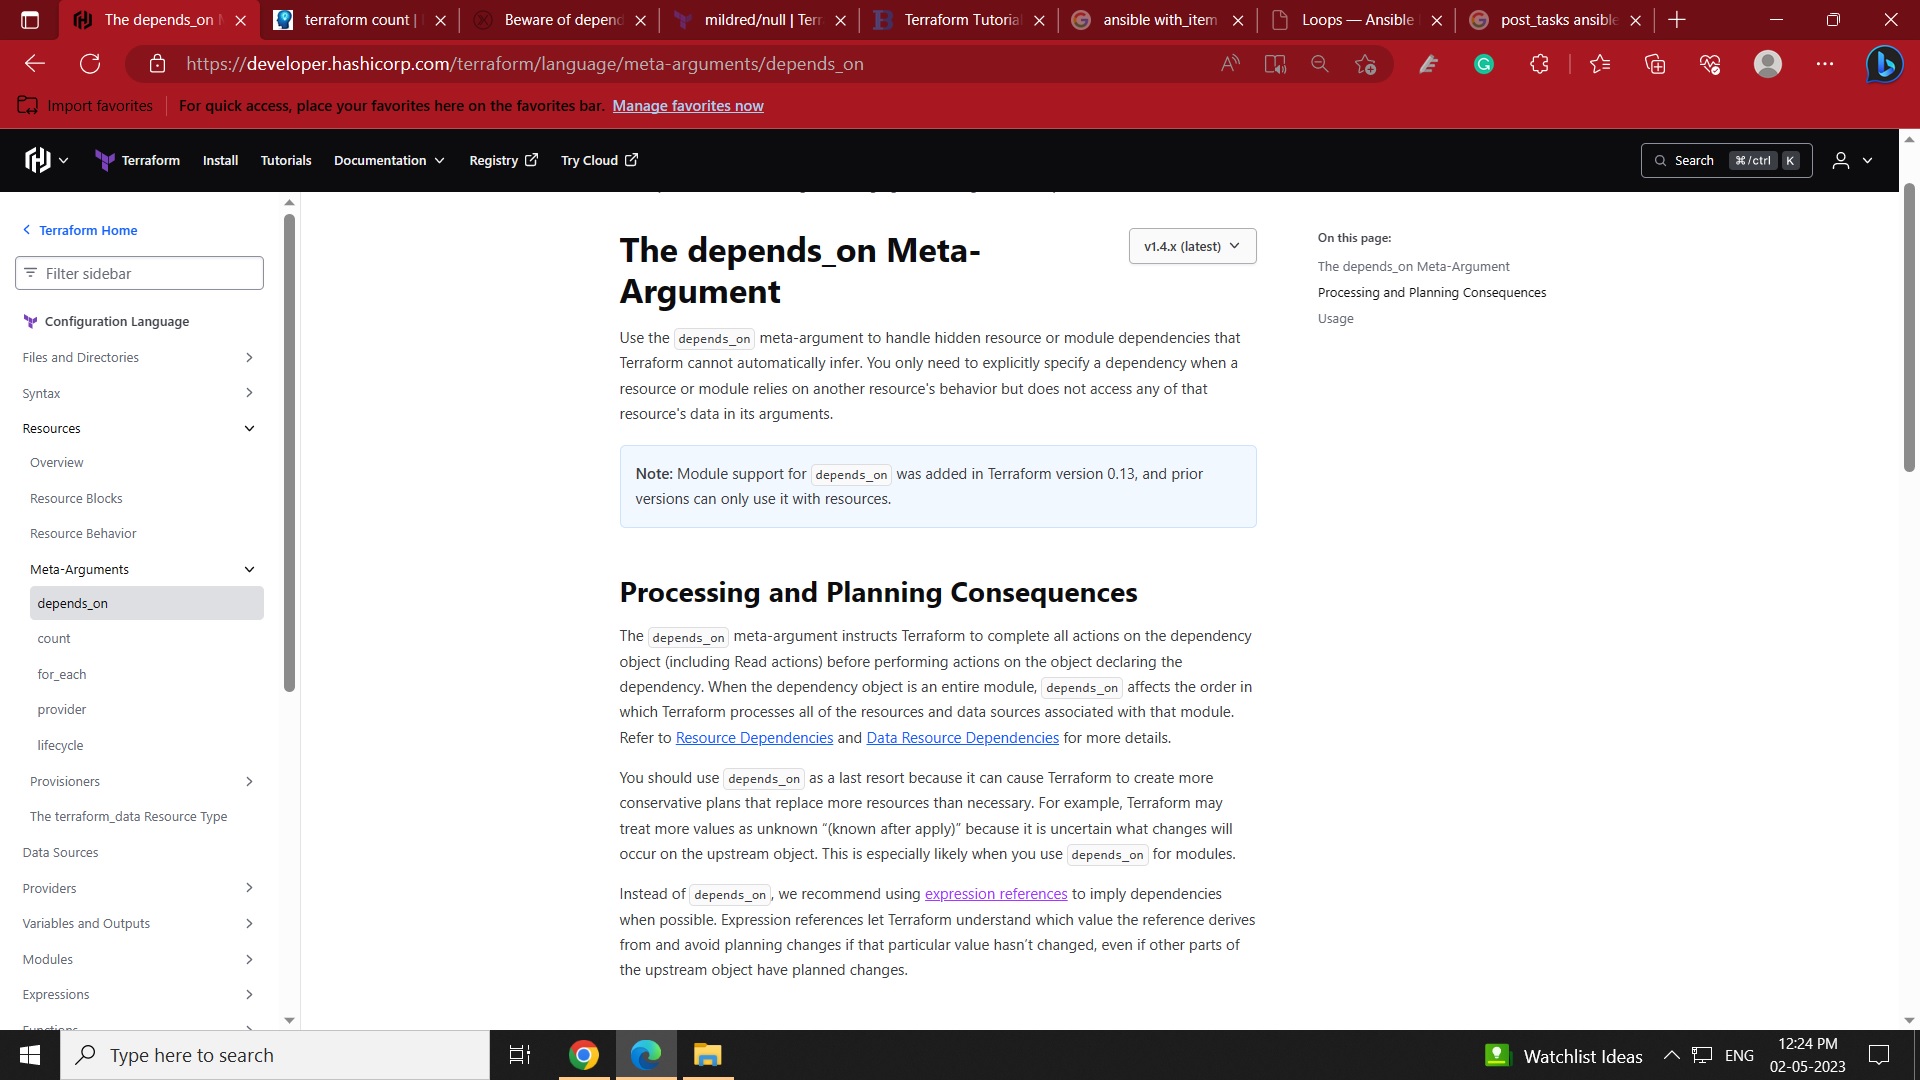 The depends_on M
terraform count |
Beware of depend
mildred/null | Terr
Terraform Tutorial
ansible with_item
Loops — Ansible
post_tasks ansible
https://developer.hashicorp.com/terraform/language/meta-arguments/depends_on
Import favorites
For quick access, place your favorites here on the favorites bar. Manage favorites now
Terraform
Install
Tutorials
Documentation
Registry
Try Cloud
Search
⌘/ctrl
K
Terraform Home
Filter sidebar
Configuration Language
Files and Directories
Syntax
Resources
Overview
Resource Blocks
Resource Behavior
Meta-Arguments
depends_on
count
for_each
provider
lifecycle
Provisioners
The terraform_data Resource Type
Data Sources
Providers
Variables and Outputs
Modules
Expressions
Functions
The depends_on Meta-
Argument
v1.4.x (latest)
Use the depends_on meta-argument to handle hidden resource or module dependencies that
Terraform cannot automatically infer. You only need to explicitly specify a dependency when a
resource or module relies on another resource's behavior but does not access any of that
resource's data in its arguments.
Note: Module support for depends_on was added in Terraform version 0.13, and prior
versions can only use it with resources.
Processing and Planning Consequences
The depends_on meta-argument instructs Terraform to complete all actions on the dependency
object (including Read actions) before performing actions on the object declaring the
dependency. When the dependency object is an entire module, depends_on affects the order in
which Terraform processes all of the resources and data sources associated with that module.
Refer to Resource Dependencies and Data Resource Dependencies for more details.
You should use depends_on as a last resort because it can cause Terraform to create more
conservative plans that replace more resources than necessary. For example, Terraform may
treat more values as unknown “(known after apply)” because it is uncertain what changes will
occur on the upstream object. This is especially likely when you use depends_on for modules.
Instead of depends_on, we recommend using expression references to imply dependencies
when possible. Expression references let Terraform understand which value the reference derives
from and avoid planning changes if that particular value hasn’t changed, even if other parts of
the upstream object have planned changes.
On this page:
The depends_on Meta-Argument
Processing and Planning Consequences
Usage
Type here to search
Watchlist Ideas
ENG
12:24 PM
02-05-2023